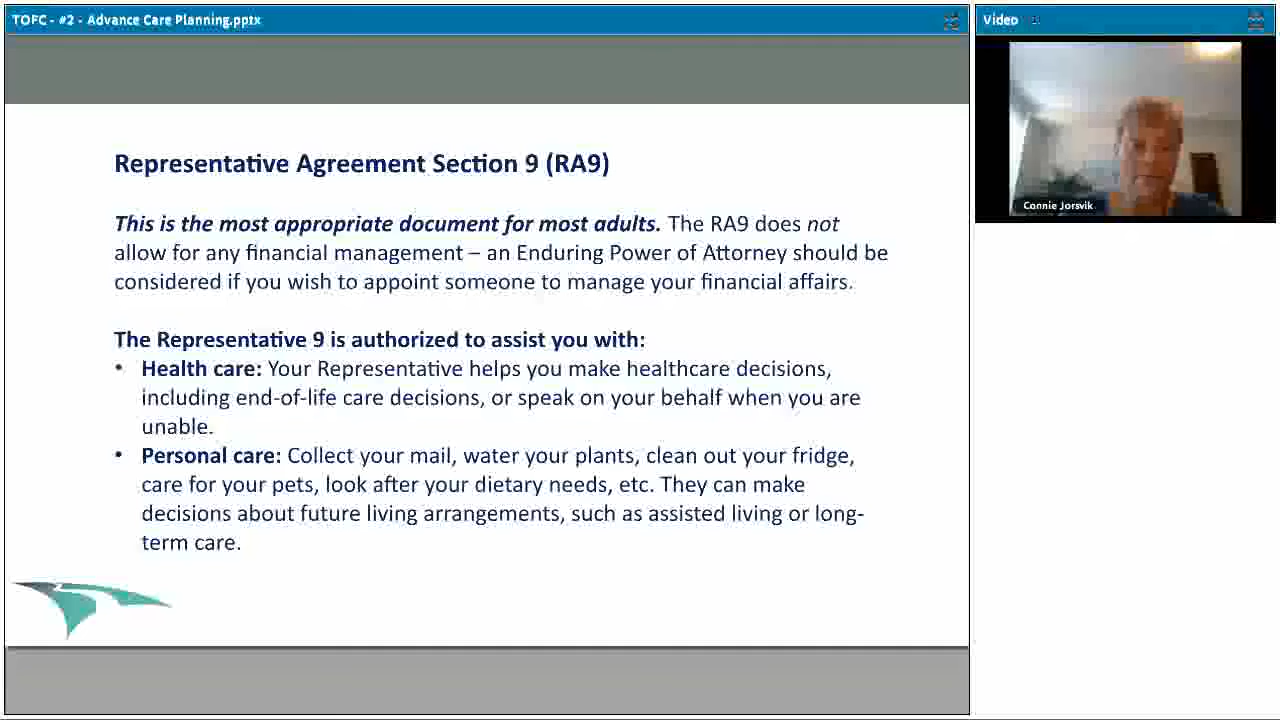 TOFC - #2 - Advance Care Planning.pptx
Video
Connie Jorsvik
Representative Agreement Section 9 (RA9)
This is the most appropriate document for most adults. The RA9 does not
allow for any financial management – an Enduring Power of Attorney should be
considered if you wish to appoint someone to manage your financial affairs.
The Representative 9 is authorized to assist you with:
• Health care: Your Representative helps you make healthcare decisions,
including end-of-life care decisions, or speak on your behalf when you are
unable.
• Personal care: Collect your mail, water your plants, clean out your fridge,
care for your pets, look after your dietary needs, etc. They can make
decisions about future living arrangements, such as assisted living or long-
term care.